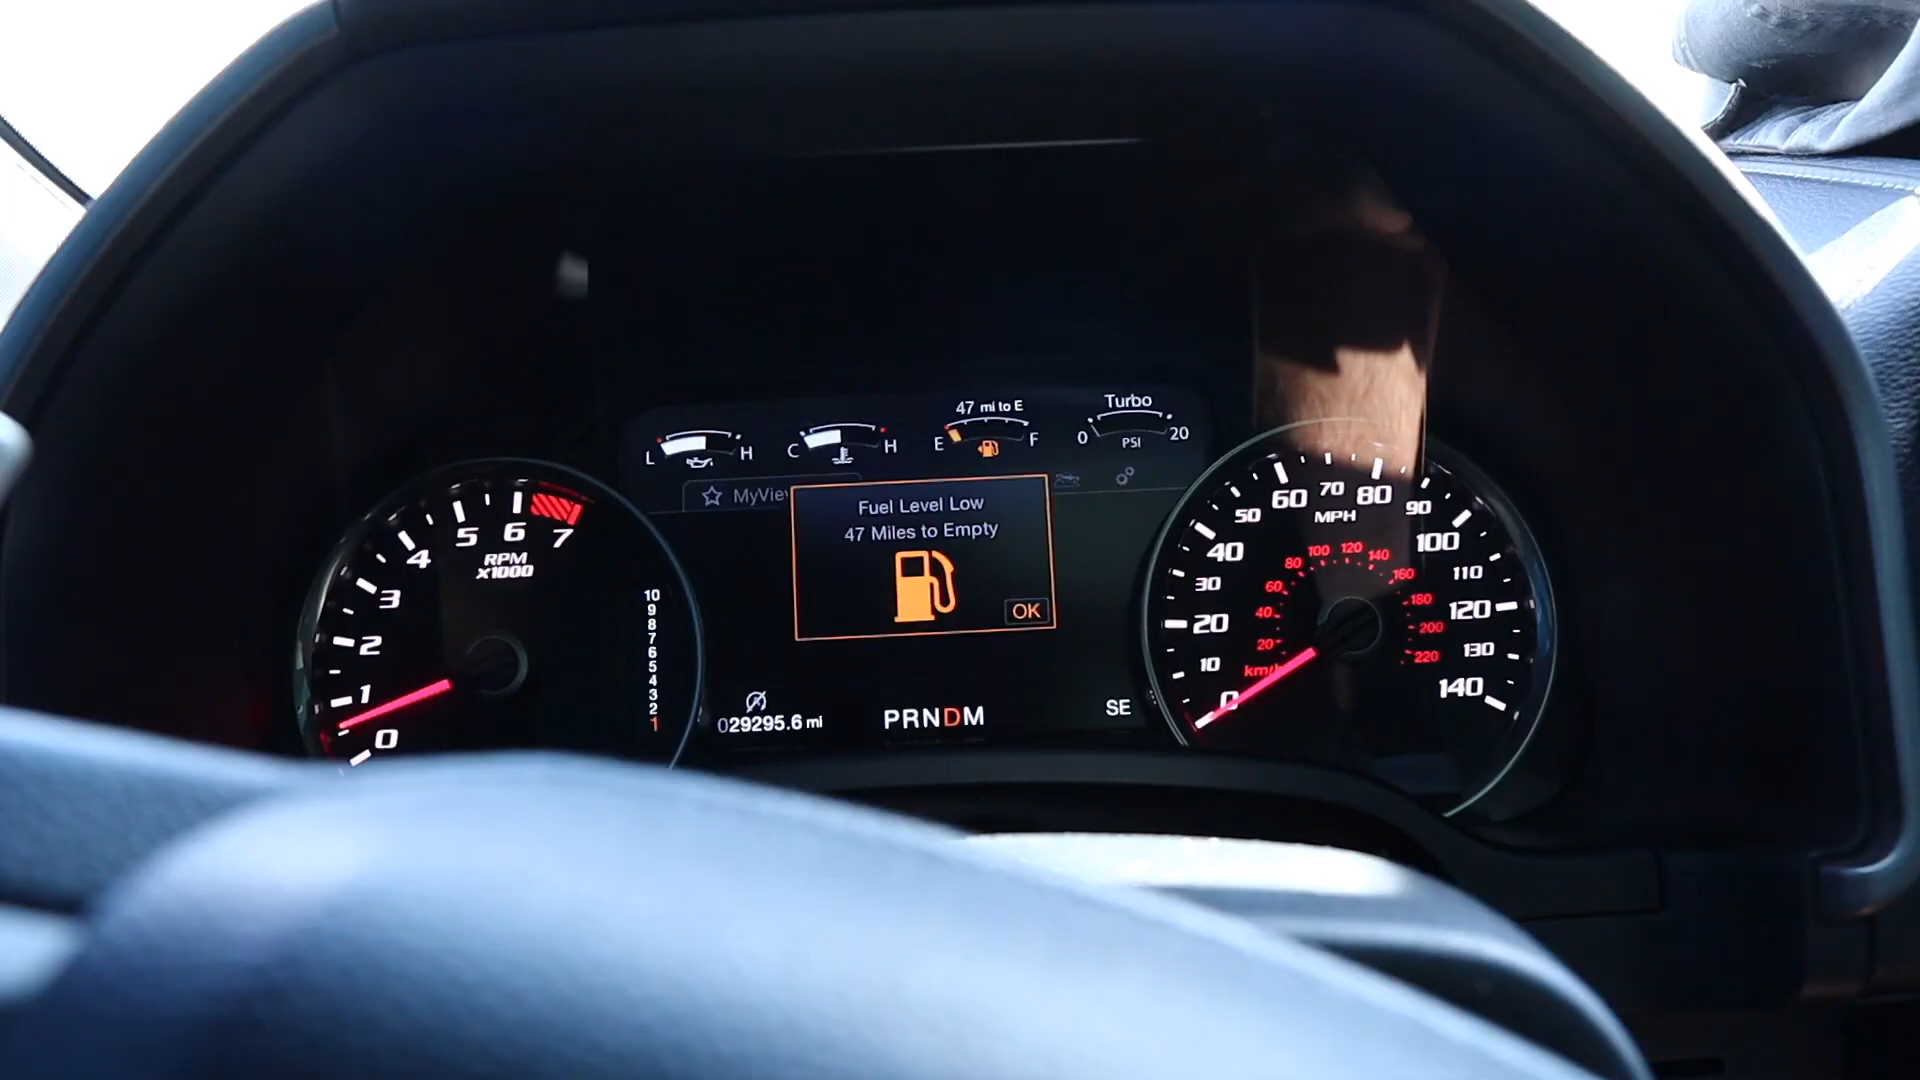 47 mi to E
Turbo
L H
C H
E F
0 20
PSI
MyVie
Fuel Level Low
47 Miles to Empty
OK
0 1 2 3 4 5 6 7
RPM
X1000
10
9
8
7
6
5
4
3
2
1
029295.6 mi
PRNDM
SE
0 10 20 30 40 50 60 70 80 90 100 110 120 130 140
MPH
20 40 60 80 100 120 140 160 180 200 220
km/h